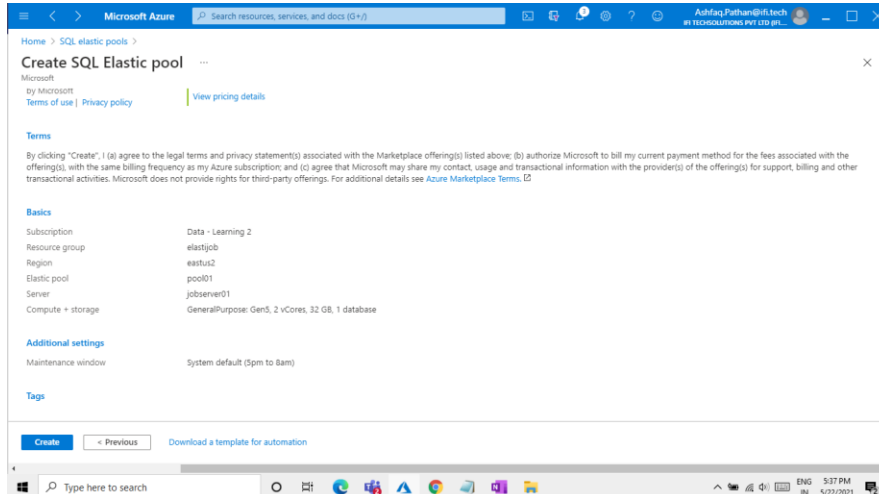 Microsoft Azure
Search resources, services, and docs (G+/)
Ashfaq.Pathan@ifi.tech
IFI TECHSOLUTIONS PVT LTD (IFI...
Home > SQL elastic pools >
Create SQL Elastic pool ...
Microsoft
by Microsoft
Terms of use | Privacy policy
View pricing details
Terms
By clicking "Create", I (a) agree to the legal terms and privacy statement(s) associated with the Marketplace offering(s) listed above; (b) authorize Microsoft to bill my current payment method for the fees associated with the
offering(s), with the same billing frequency as my Azure subscription; and (c) agree that Microsoft may share my contact, usage and transactional information with the provider(s) of the offering(s) for support, billing and other
transactional activities. Microsoft does not provide rights for third-party offerings. For additional details see Azure Marketplace Terms.
Basics
Subscription Data - Learning 2
Resource group elastijob
Region eastus2
Elastic pool pool01
Server jobserver01
Compute + storage GeneralPurpose: Gen5, 2 vCores, 32 GB, 1 database
Additional settings
Maintenance window System default (5pm to 8am)
Tags
Create
< Previous
Download a template for automation
Type here to search
ENG 5:37 PM
IN 5/22/2021